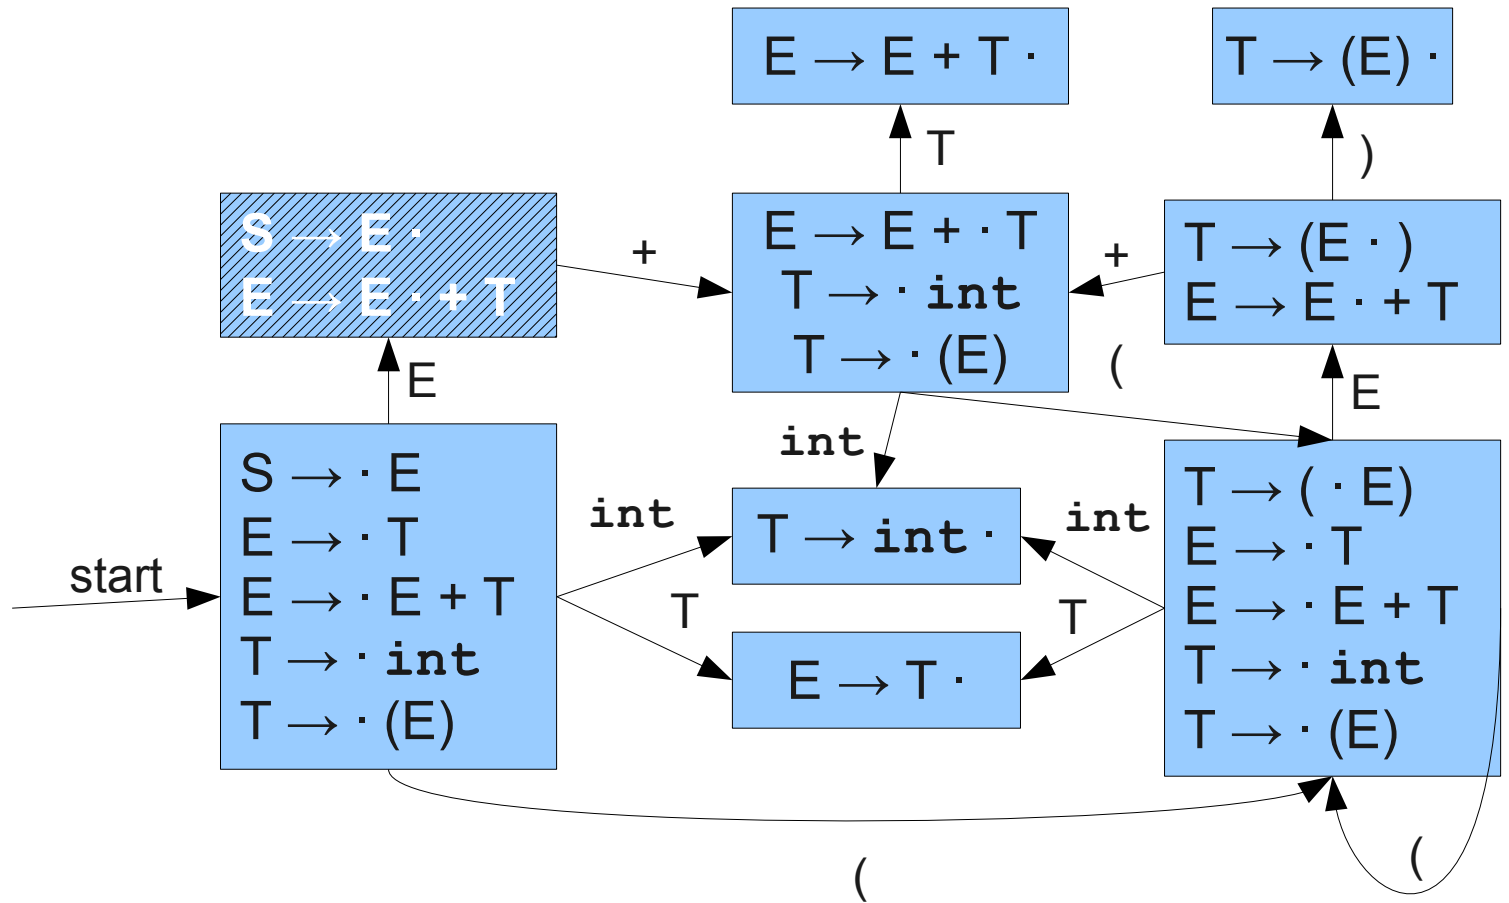 E → E + T ·
T → (E) ·
T
)
S → E ·
E → E · + T
+
E → E + · T
T → · int
T → · (E)
+
T → (E · )
E → E · + T
E
(
E
int
S → · E
E → · T
E → · E + T
T → · int
T → · (E)
start
int
T → int ·
int
T
E → T ·
T
T → ( · E)
E → · T
E → · E + T
T → · int
T → · (E)
(
(